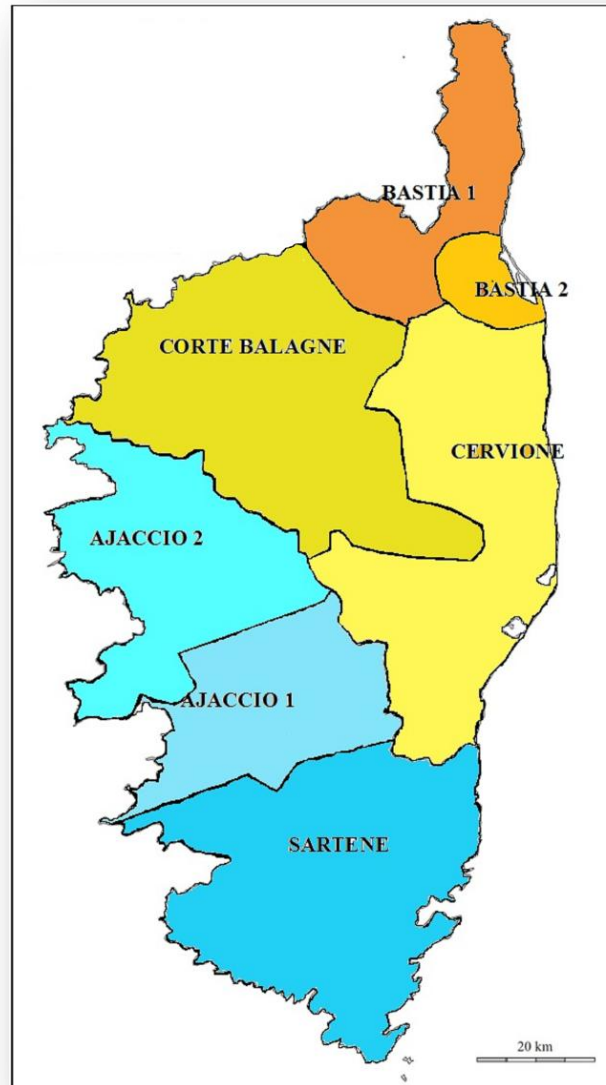 BASTIA 1
BASTIA 2
CORTE BALAGNE
CERVIONE
AJACCIO 2
AJACCIO 1
SARTENE
20 km